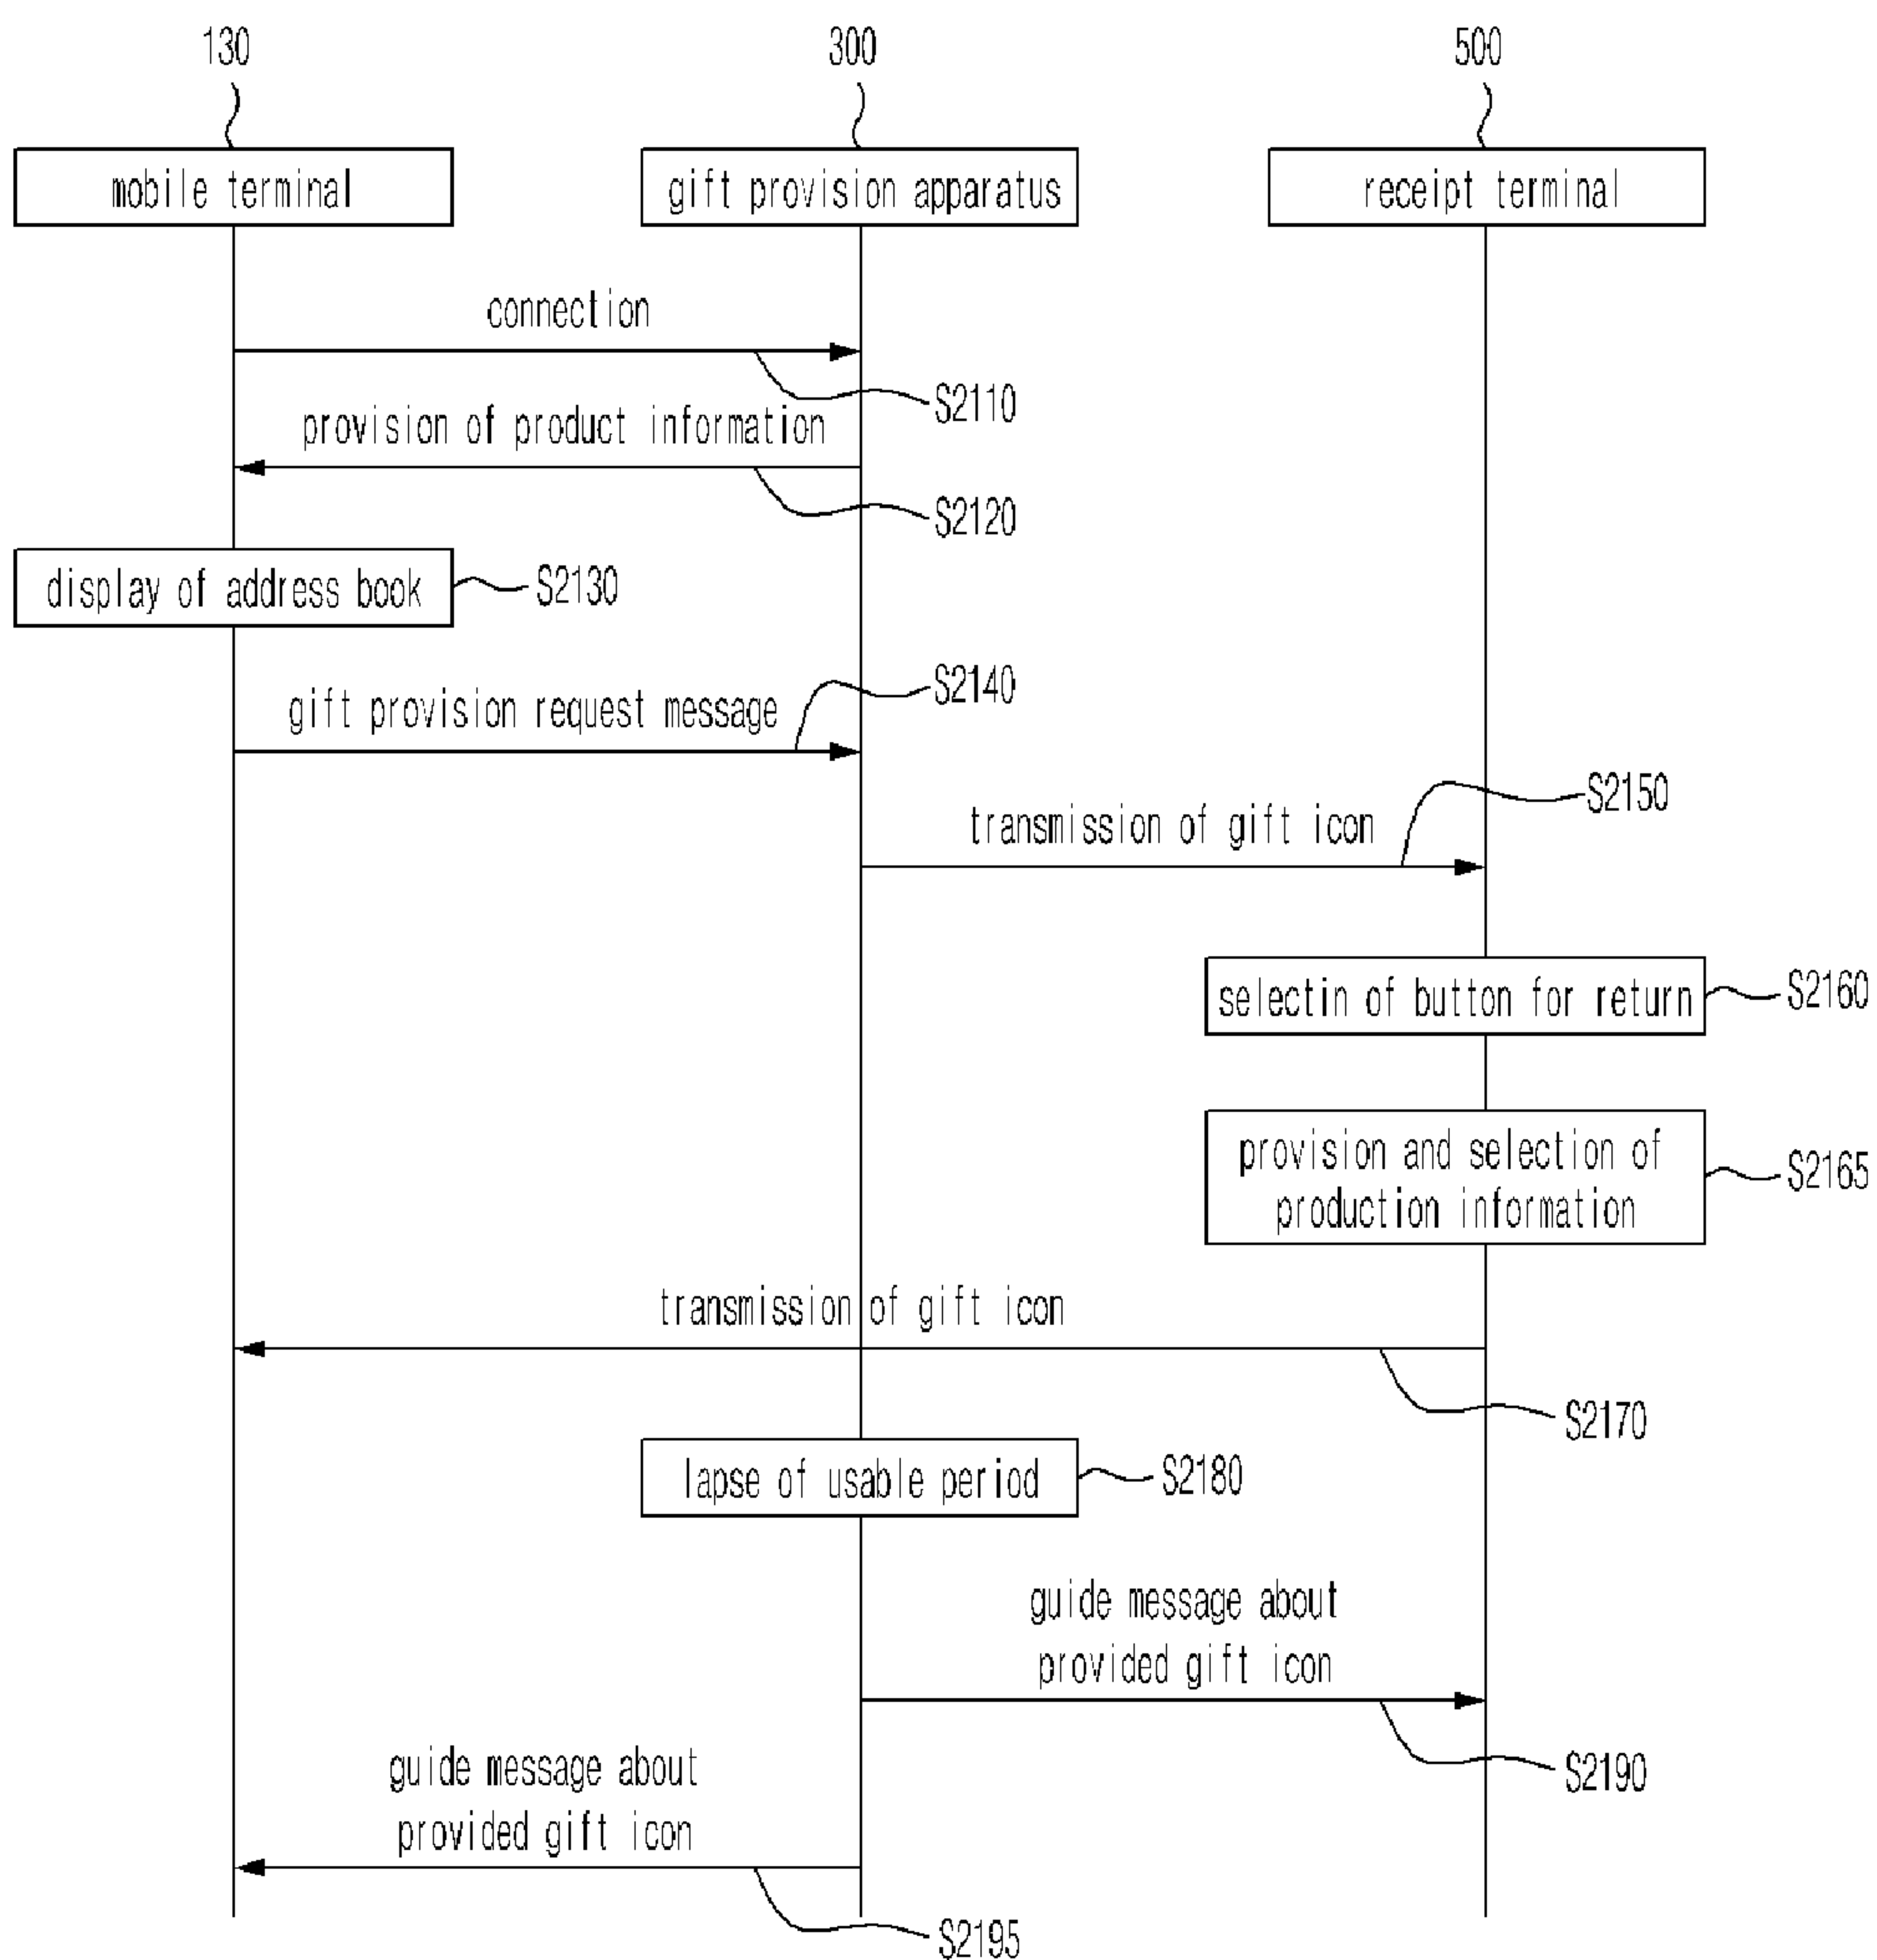 130
300
500
mobile terminal
gift provision apparatus
receipt terminal
connection
S2110
provision of product information
S2120
display of address book
S2130
gift provision request message
S2140
transmission of gift icon
S2150
selectin of button for return
S2160
provision and selection of
production information
S2165
transmission of gift icon
S2170
lapse of usable period
S2180
guide message about
provided gift icon
S2190
guide message about
provided gift icon
S2195